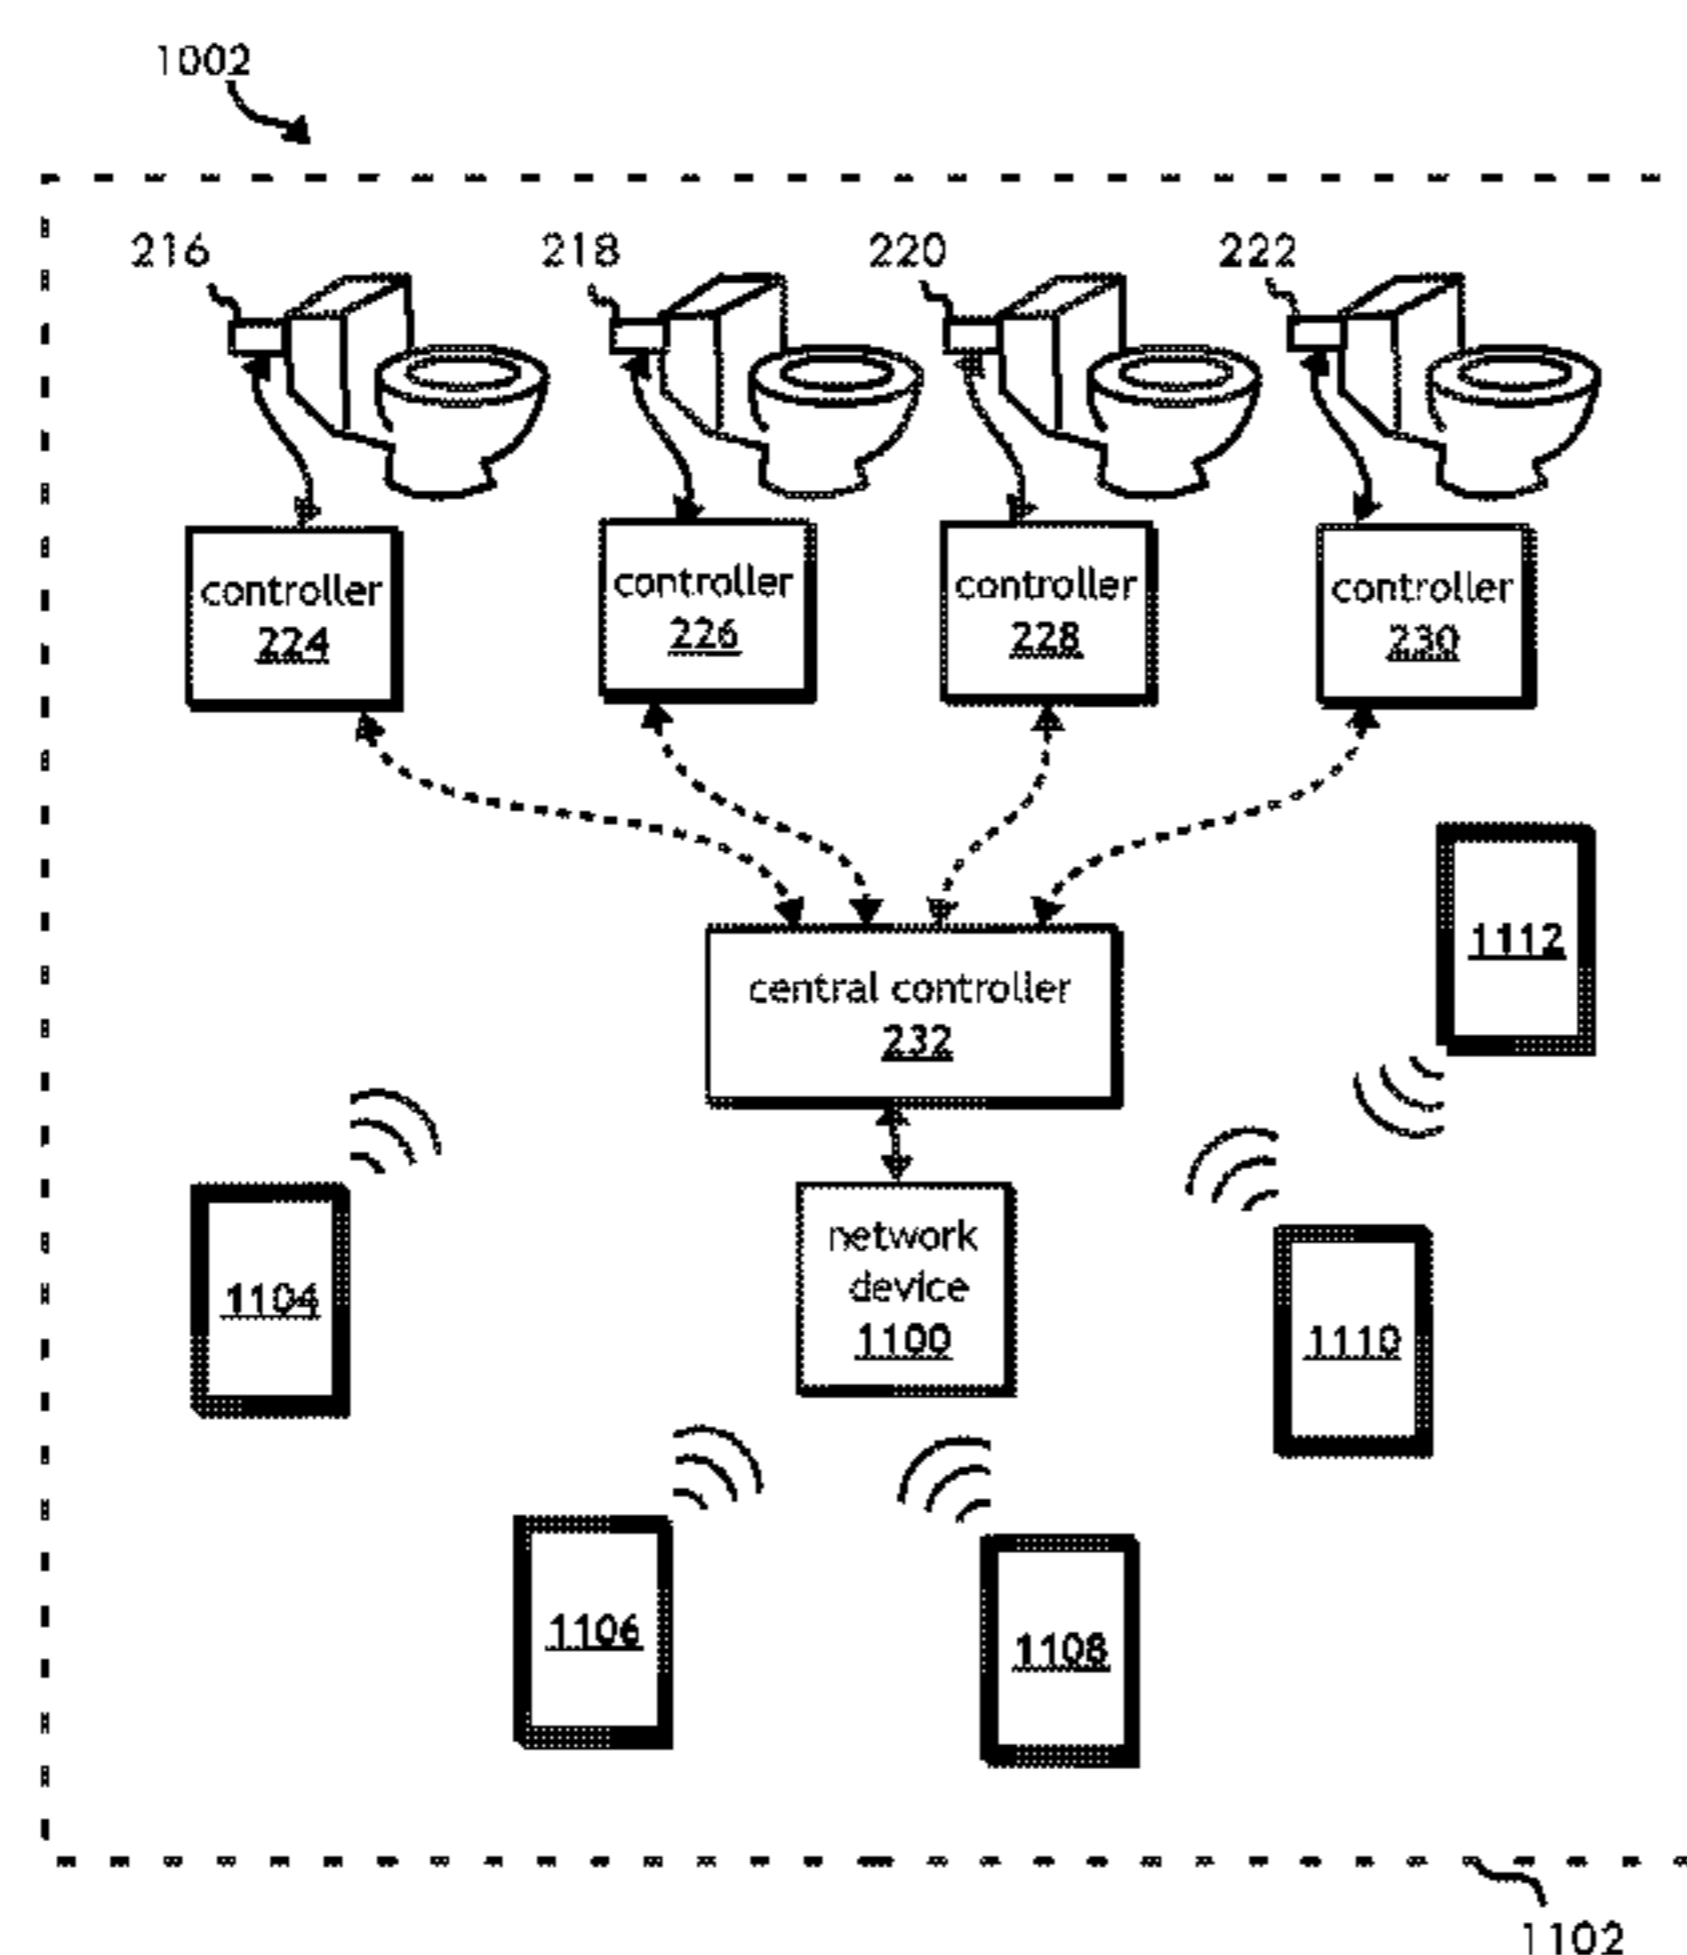 1002
216
218
220
222
controller
224
controller
226
controller
228
controller
230
1112
central controller
232
1104
network
device
1100
1110
1106
1108
1102